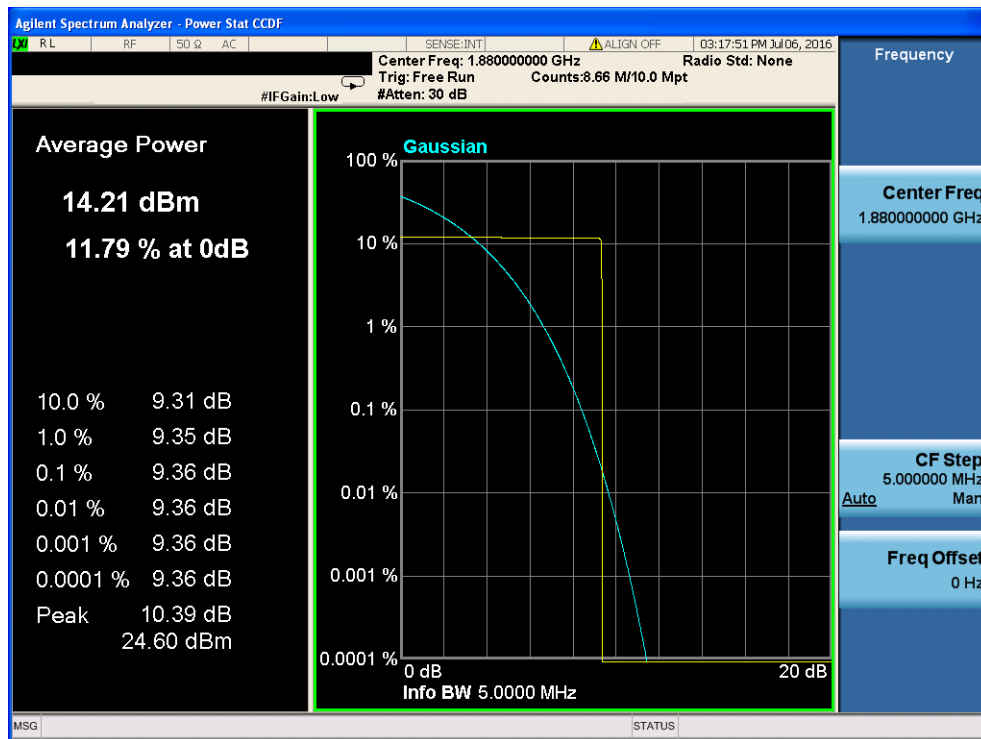 Agilent Spectrum Analyzer - Power Stat CCDF
LXI RL RF 50 Ω AC SENSE:INT ALIGN OFF 03:17:51 PM Jul 06, 2016
Center Freq: 1.880000000 GHz Radio Std: None
Trig: Free Run Counts:8.66 M/10.0 Mpt
#IFGain:Low #Atten: 30 dB
Average Power
14.21 dBm
11.79 % at 0dB
10.0 % 9.31 dB
1.0 % 9.35 dB
0.1 % 9.36 dB
0.01 % 9.36 dB
0.001 % 9.36 dB
0.0001 % 9.36 dB
Peak 10.39 dB
24.60 dBm
Gaussian
100 %
10 %
1 %
0.1 %
0.01 %
0.001 %
0.0001 %
0 dB 20 dB
Info BW 5.0000 MHz
Frequency
Center Freq
1.880000000 GHz
CF Step
5.000000 MHz
Auto Man
Freq Offset
0 Hz
MSG STATUS